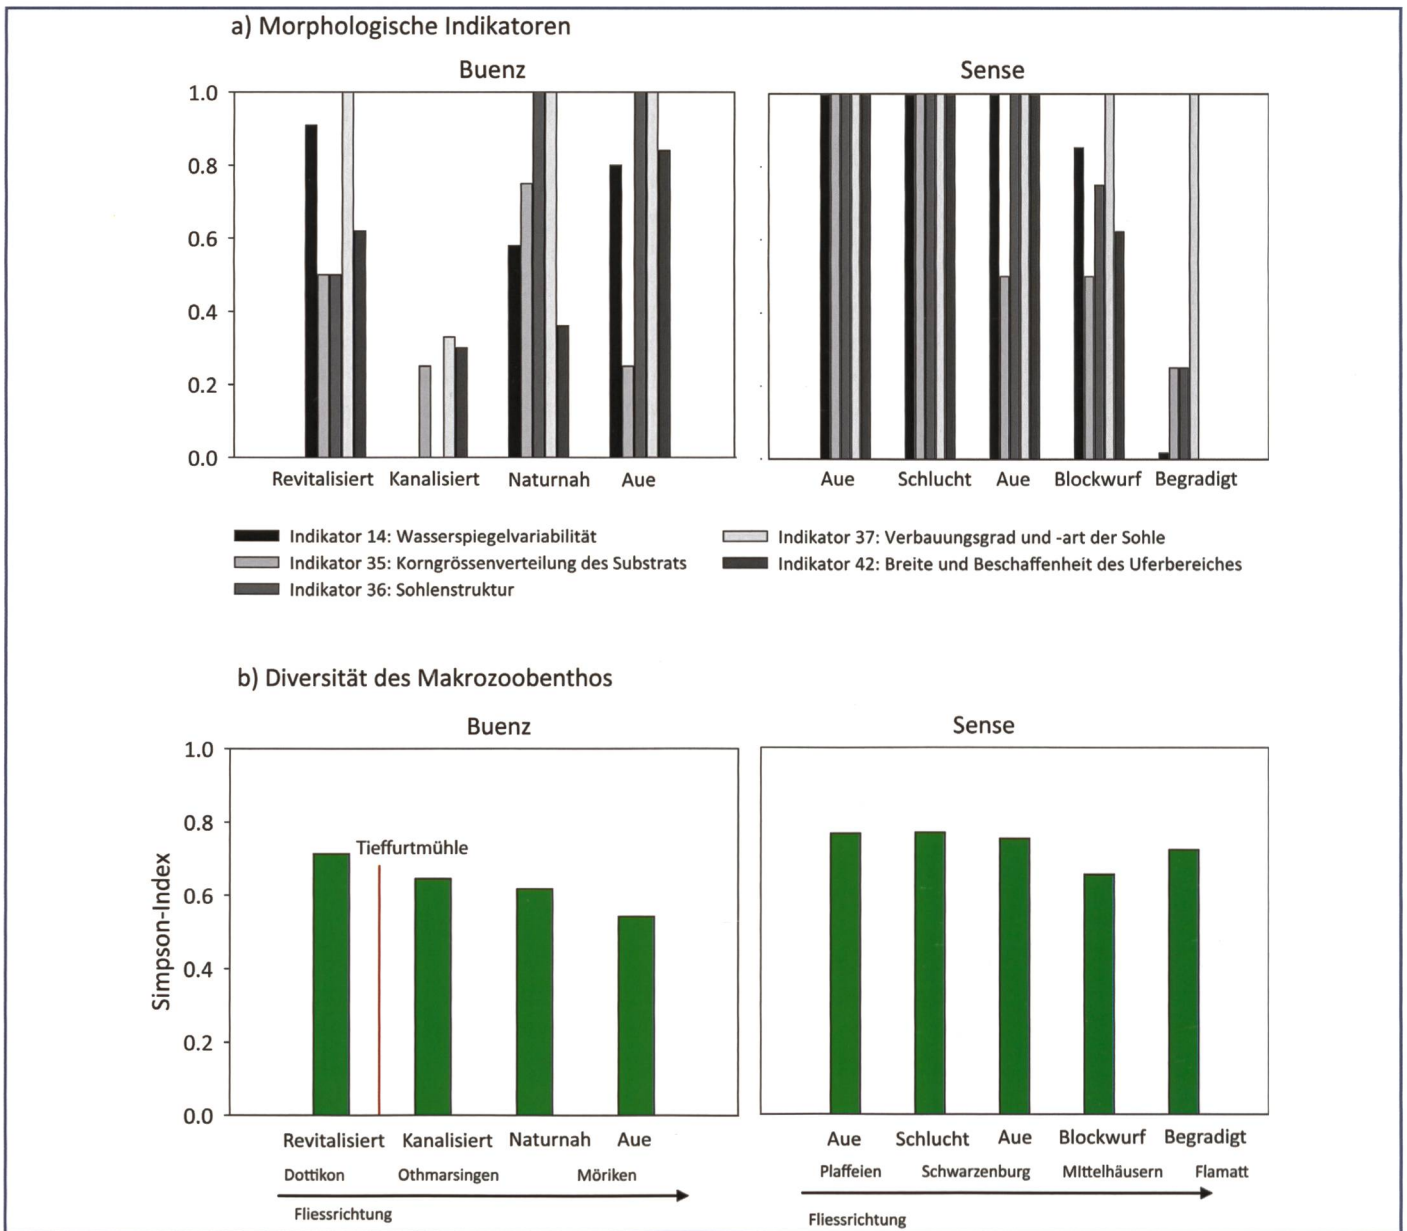 a) Morphologische Indikatoren
Buenz
Sense
1.0
0.8
0.6
0.4
0.2
0.0
Revitalisiert Kanalisiert Naturnah Aue
Aue Schlucht Aue Blockwurf Begradigt
Indikator 14: Wasserspiegelvariabilität
Indikator 35: Korngrössenverteilung des Substrats
Indikator 36: Sohlenstruktur
Indikator 37: Verbauungsgrad und -art der Sohle
Indikator 42: Breite und Beschaffenheit des Uferbereiches
b) Diversität des Makrozoobenthos
Buenz
Sense
Simpson-Index
1.0
0.8
0.6
0.4
0.2
0.0
Tieffurtmühle
Revitalisiert Kanalisiert Naturnah Aue
Dottikon Othmarsingen Möriken
Fliessrichtung
Aue Schlucht Aue Blockwurf Begradigt
Plaffeien Schwarzenburg MIttelhäusern Flamatt
Fliessrichtung